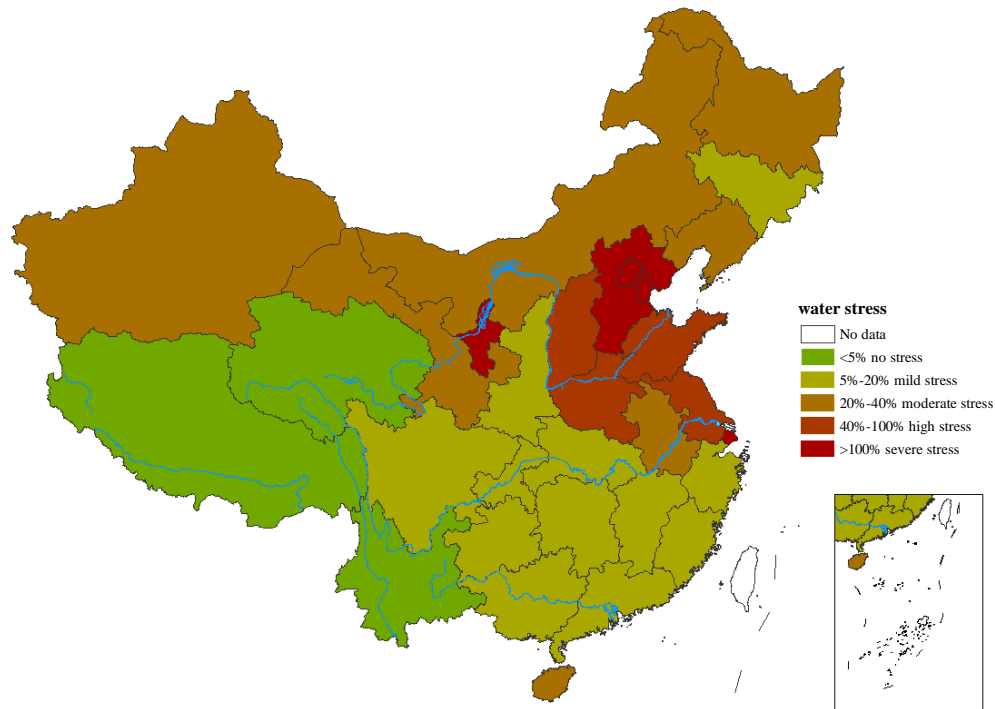 water stress
No data
<5% no stress
5%-20% mild stress
20%-40% moderate stress
40%-100% high stress
>100% severe stress